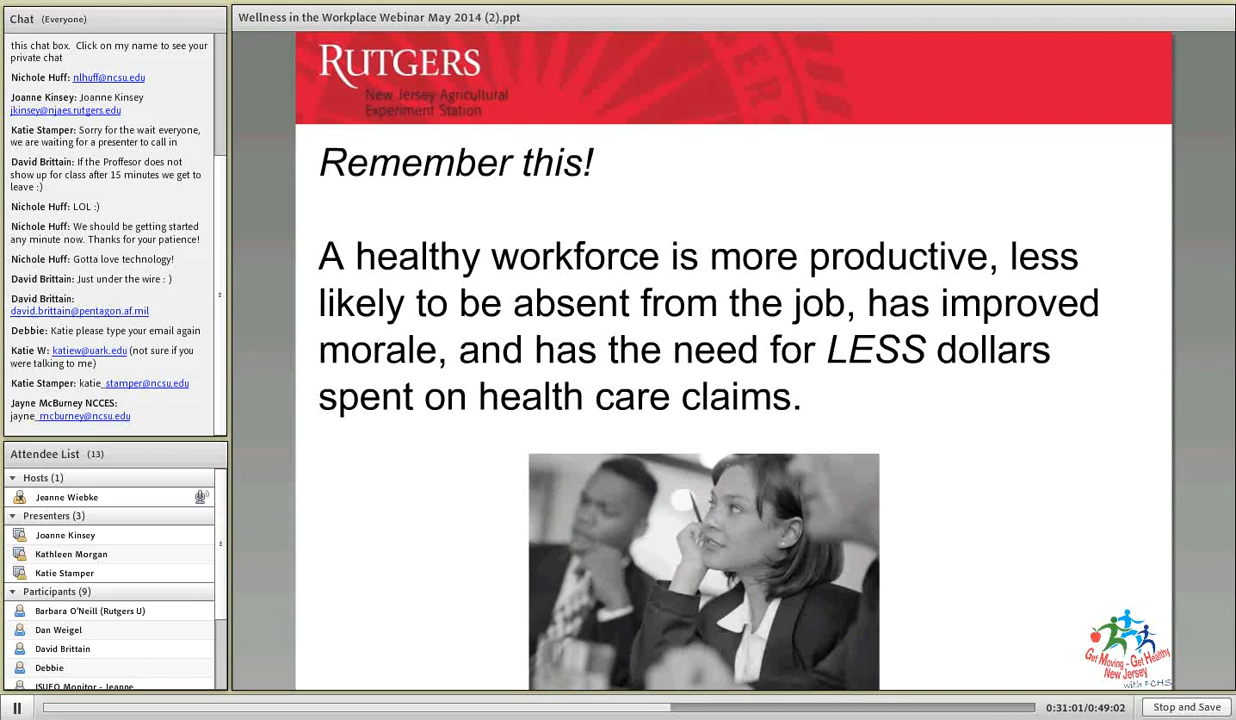 Chat (Everyone)
this chat box.  Click on my name to see your
private chat
Nichole Huff: nlhuff@ncsu.edu
Joanne Kinsey: Joanne Kinsey
jkinsey@njaes.rutgers.edu
Katie Stamper: Sorry for the wait everyone,
we are waiting for a presenter to call in
David Brittain: If the Proffesor does not
show up for class after 15 minutes we get to
leave :)
Nichole Huff: LOL :)
Nichole Huff: We should be getting started
any minute now. Thanks for your patience!
Nichole Huff: Gotta love technology!
David Brittain: Just under the wire : )
David Brittain:
david.brittain@pentagon.af.mil
Debbie: Katie please type your email again
Katie W: katiew@uark.edu (not sure if you
were talking to me)
Katie Stamper: katie_stamper@ncsu.edu
Jayne McBurney NCCES:
jayne_mcburney@ncsu.edu
Attendee List (13)
Hosts (1)
Jeanne Wiebke
Presenters (3)
Joanne Kinsey
Kathleen Morgan
Katie Stamper
Participants (9)
Barbara O'Neill (Rutgers U)
Dan Weigel
David Brittain
Debbie
ISUEO Monitor - Jeanne
Wellness in the Workplace Webinar May 2014 (2).ppt
RUTGERS
New Jersey Agricultural
Experiment Station
Remember this!
A healthy workforce is more productive, less
likely to be absent from the job, has improved
morale, and has the need for LESS dollars
spent on health care claims.
Get Moving - Get Healthy
New Jersey
with FCHS
0:31:01/0:49:02
Stop and Save